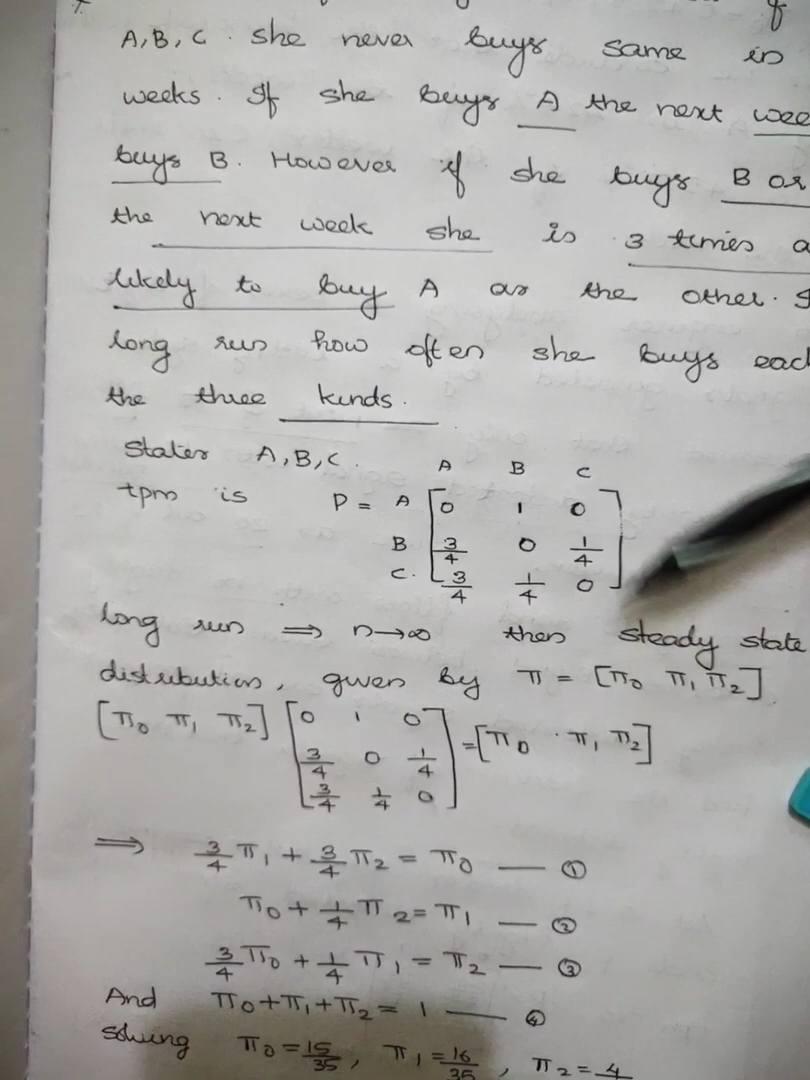 A, B, C. she never buys same in
weeks. If she buys A the next wee
buys B. However if she buys B or
the next week she is 3 times a
likely to buy A as the other.
long run how often she buys each
the three kinds.
States A, B, C.
A B C
tpm is P = A [0 1 0]
B [3/4 0 1/4]
C. [3/4 1/4 0]
long run ⟹ n→∞ then steady state
distribution, given by π = [π0 π1 π2]
[π0 π1 π2] [0 1 0; 3/4 0 1/4; 3/4 1/4 0] = [π0 π1 π2]
⟹ 3/4 π1 + 3/4 π2 = π0 — ①
π0 + 1/4 π2 = π1 — ②
3/4 π0 + 1/4 π1 = π2 — ③
And π0 + π1 + π2 = 1 — ④
solving π0 = 15/35, π1 = 16/35, π2 = 4